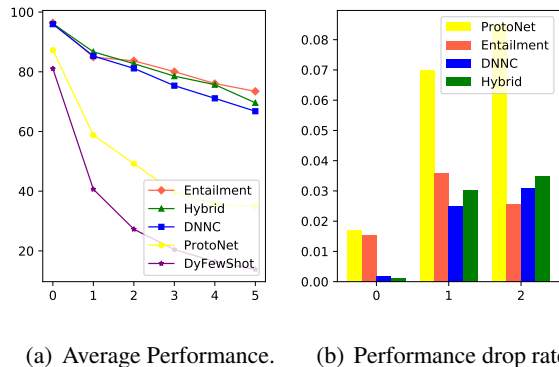 100
80
60
40
20
0 1 2 3 4 5
Entailment
Hybrid
DNNC
ProtoNet
DyFewShot
0.08
0.07
0.06
0.05
0.04
0.03
0.02
0.01
0.00
0 1 2
ProtoNet
Entailment
DNNC
Hybrid
(a) Average Performance.
(b) Performance drop rate